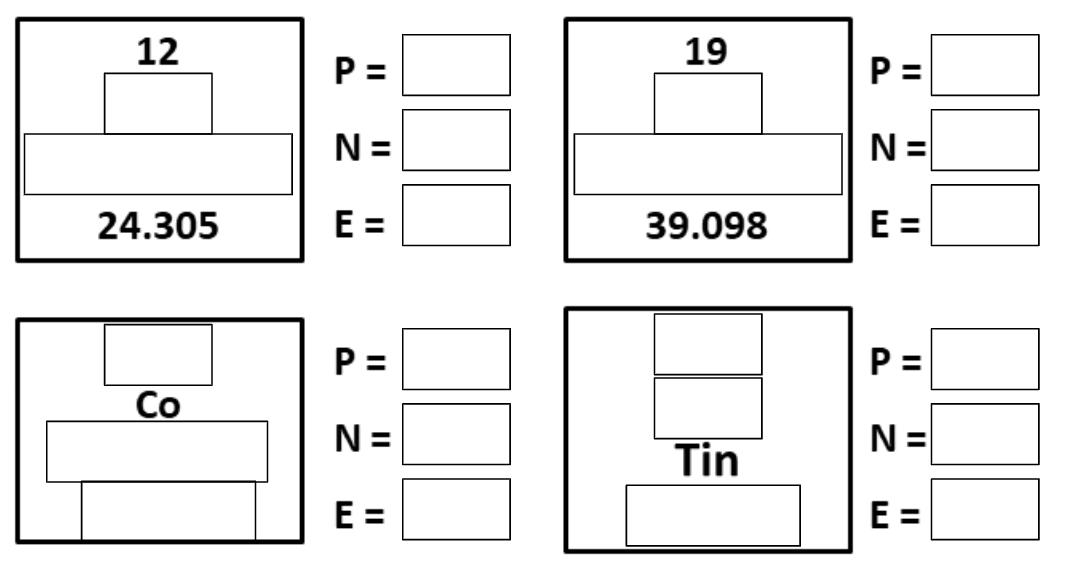 12
24.305
P =
N =
E =
19
39.098
P =
N =
E =
Co
P =
N =
E =
Tin
P =
N =
E =